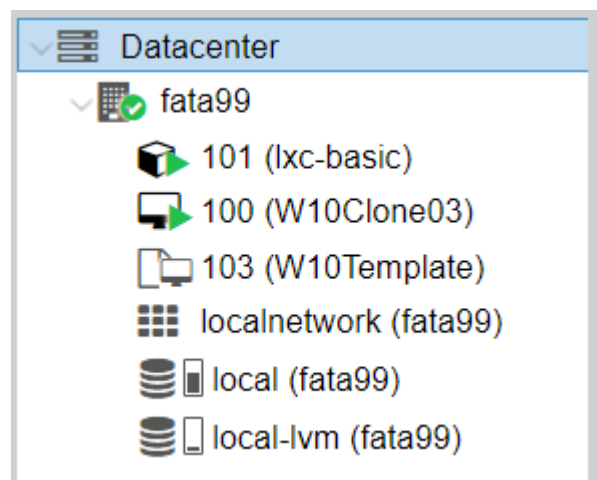 Datacenter
fata99
101 (lxc-basic)
100 (W10Clone03)
103 (W10Template)
localnetwork (fata99)
local (fata99)
local-lvm (fata99)